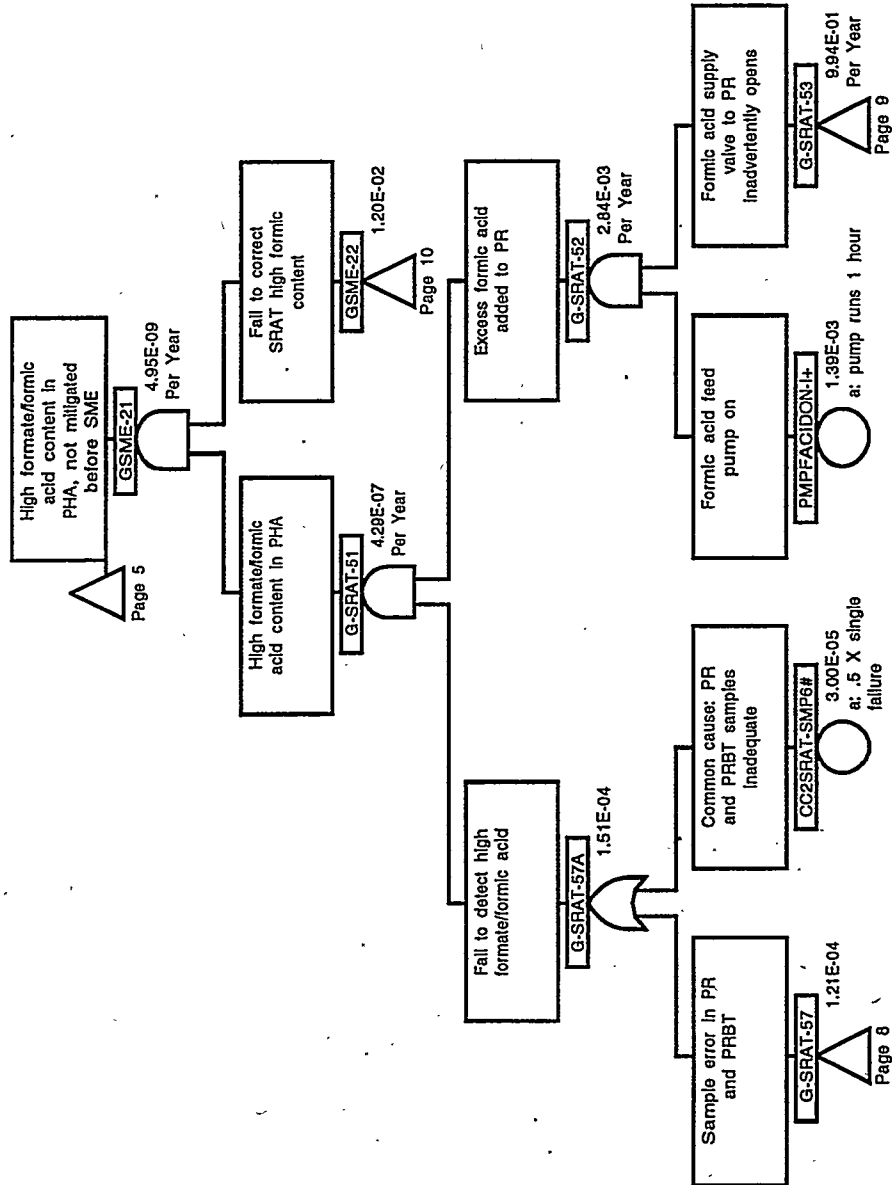 High formate/formic
acid content in
PHA, not mitigated
before SME
GSME-21
4.95E-09
Per Year
Page 5
High formate/formic
acid content in PHA
G-SRAT-51
4.29E-07
Per Year
Fail to correct
SRAT high formic
content
GSME-22
1.20E-02
Page 10
Fail to detect high
formate/formic acid
G-SRAT-57A
1.51E-04
Excess formic acid
added to PR
G-SRAT-52
2.84E-03
Per Year
Sample error in PR
and PRBT
G-SRAT-57
1.21E-04
Page 8
Common cause: PR
and PRBT samples
inadequate
CC2SRAT-SMP6#
3.00E-05
a: .5 X single
failure
Formic acid feed
pump on
PMPFACIDON-I+
1.39E-03
a: pump runs 1 hour
Formic acid supply
valve to PR
inadvertently opens
G-SRAT-53
9.94E-01
Per Year
Page 9